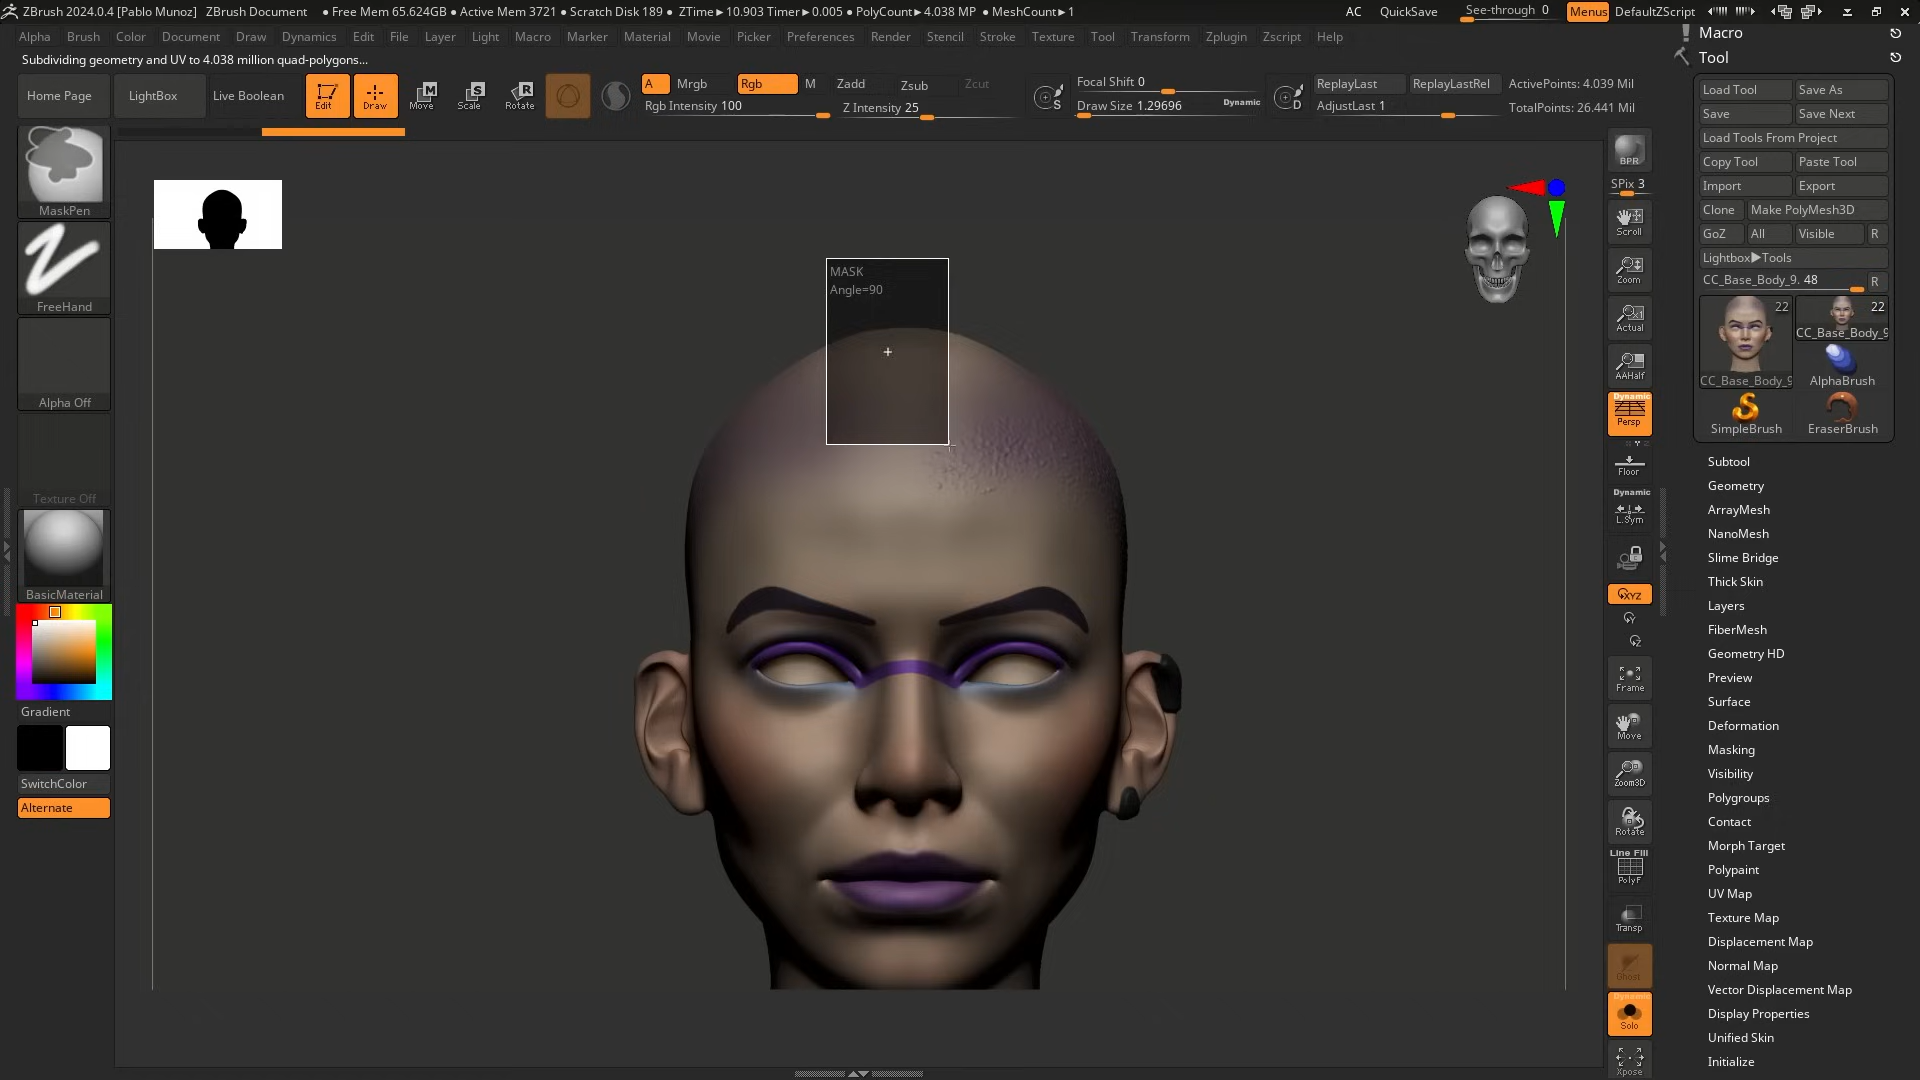 ZBrush 2024.0.4 [Pablo Munoz] ZBrush Document ● Free Mem 65.624GB ● Active Mem 3721 ● Scratch Disk 189 ● ZTime►10.903 Timer►0.005 ● PolyCount►4.038 MP ● MeshCount►1 AC QuickSave See-through 0 Menus DefaultZScript
Alpha Brush Color Document Draw Dynamics Edit File Layer Light Macro Marker Material Movie Picker Preferences Render Stencil Stroke Texture Tool Transform Zplugin Zscript Help
Macro
Subdividing geometry and UV to 4.038 million quad-polygons...
Tool
Home Page LightBox Live Boolean Edit Draw Move Scale Rotate
M S R
A Mrgb Rgb M Zadd Zsub Zcut
Rgb Intensity 100 Z Intensity 25
S Focal Shift 0
Draw Size 1.29696 Dynamic
D ReplayLast ReplayLastRel
AdjustLast 1
ActivePoints: 4.039 Mil
TotalPoints: 26.441 Mil
MaskPen
FreeHand
Alpha Off
Texture Off
BasicMaterial
Gradient
SwitchColor
Alternate
MASK
Angle=90
BPR
SPix 3
Scroll
Zoom
Actual
AAHalf
Dynamic
Persp
Floor
Dynamic
L.Sym
XYZ
Y
Z
Frame
Move
Zoom3D
Rotate
Line Fill
PolyF
Transp
Ghost
Dynamic
Solo
Xpose
Load Tool Save As
Save Save Next
Load Tools From Project
Copy Tool Paste Tool
Import Export
Clone Make PolyMesh3D
GoZ All Visible R
Lightbox►Tools
CC_Base_Body_9. 48 R
22 22
CC_Base_Body_9
CC_Base_Body_9 AlphaBrush
SimpleBrush EraserBrush
Subtool
Geometry
ArrayMesh
NanoMesh
Slime Bridge
Thick Skin
Layers
FiberMesh
Geometry HD
Preview
Surface
Deformation
Masking
Visibility
Polygroups
Contact
Morph Target
Polypaint
UV Map
Texture Map
Displacement Map
Normal Map
Vector Displacement Map
Display Properties
Unified Skin
Initialize